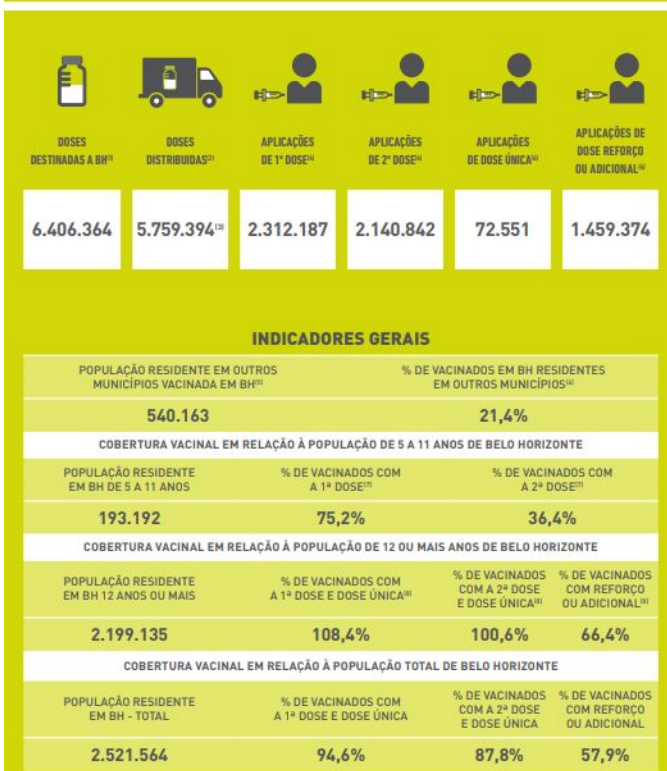 DOSES
DESTINADAS A BH⁽¹⁾
DOSES
DISTRIBUIDAS⁽²⁾
APLICAÇÕES
DE 1ª DOSE⁽⁴⁾
APLICAÇÕES
DE 2ª DOSE⁽⁴⁾
APLICAÇÕES
DE DOSE ÚNICA⁽⁴⁾
APLICAÇÕES DE
DOSE REFORÇO
OU ADICIONAL⁽⁴⁾
6.406.364
5.759.394⁽³⁾
2.312.187
2.140.842
72.551
1.459.374
INDICADORES GERAIS
POPULAÇÃO RESIDENTE EM OUTROS
MUNICÍPIOS VACINADA EM BH⁽⁵⁾
% DE VACINADOS EM BH RESIDENTES
EM OUTROS MUNICÍPIOS⁽⁶⁾
540.163
21,4%
COBERTURA VACINAL EM RELAÇÃO À POPULAÇÃO DE 5 A 11 ANOS DE BELO HORIZONTE
POPULAÇÃO RESIDENTE
EM BH DE 5 A 11 ANOS
% DE VACINADOS COM
A 1ª DOSE⁽⁷⁾
% DE VACINADOS COM
A 2ª DOSE⁽⁷⁾
193.192
75,2%
36,4%
COBERTURA VACINAL EM RELAÇÃO À POPULAÇÃO DE 12 OU MAIS ANOS DE BELO HORIZONTE
POPULAÇÃO RESIDENTE
EM BH 12 ANOS OU MAIS
% DE VACINADOS COM
A 1ª DOSE E DOSE ÚNICA⁽⁸⁾
% DE VACINADOS
COM A 2ª DOSE
E DOSE ÚNICA⁽⁸⁾
% DE VACINADOS
COM REFORÇO
OU ADICIONAL⁽⁸⁾
2.199.135
108,4%
100,6%
66,4%
COBERTURA VACINAL EM RELAÇÃO À POPULAÇÃO TOTAL DE BELO HORIZONTE
POPULAÇÃO RESIDENTE
EM BH - TOTAL
% DE VACINADOS COM
A 1ª DOSE E DOSE ÚNICA
% DE VACINADOS
COM A 2ª DOSE
E DOSE ÚNICA
% DE VACINADOS
COM REFORÇO
OU ADICIONAL
2.521.564
94,6%
87,8%
57,9%